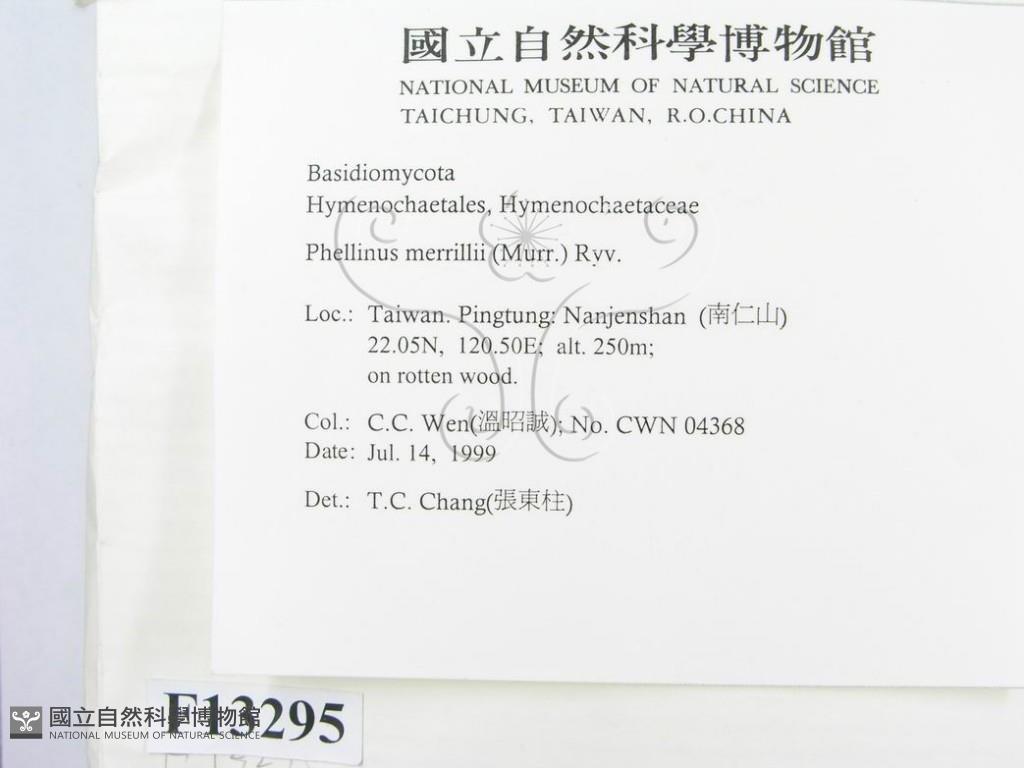 國立自然科學博物館
NATIONAL MUSEUM OF NATURAL SCIENCE
TAICHUNG, TAIWAN, R.O.CHINA
Basidiomycota
Hymenochaetales, Hymenochaetaceae
Phellinus merrillii (Murr.) Ryv.
Loc.: Taiwan. Pingtung: Nanjenshan (南仁山)
22.05N, 120.50E; alt. 250m;
on rotten wood.
Col.: C.C. Wen(溫昭誠); No. CWN 04368
Date: Jul. 14, 1999
Det.: T.C. Chang(張東柱)
F13295
國立自然科學博物館
NATIONAL MUSEUM OF NATURAL SCIENCE